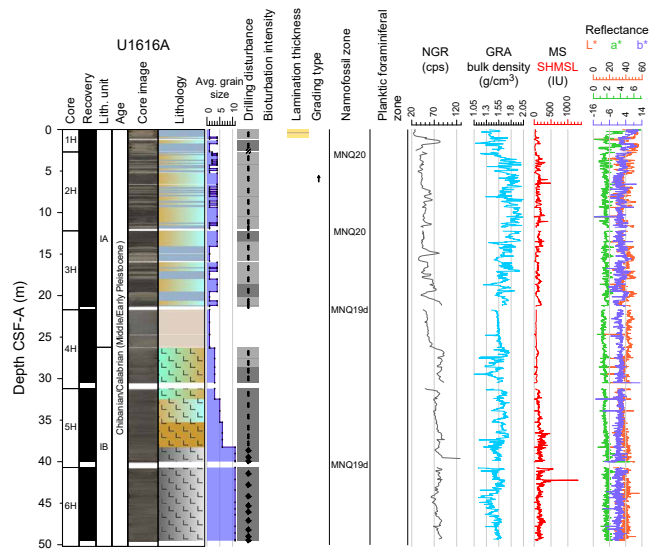 U1616A
Core
Recovery
Lith. unit
Age
Core image
Lithology
Avg. grain
size
0 5 10
Drilling disturbance
Bioturbation intensity
Lamination thickness
Grading type
Nannofossil zone
Planktic foraminiferal
zone
NGR
(cps)
20 70 120
GRA
bulk density
(g/cm³)
1.05 1.3 1.55 1.8 2.05
MS
SHMSL
(IU)
0 500 1000
Reflectance
L* a* b*
0 20 40 60
-16 -6 4 14
Depth CSF-A (m)
0
5
10
15
20
25
30
35
40
45
50
1H
2H
3H
4H
5H
6H
IA
IB
Chibanian/Calabrian (Middle/Early Pleistocene)
MNQ20
MNQ20
MNQ19d
MNQ19d